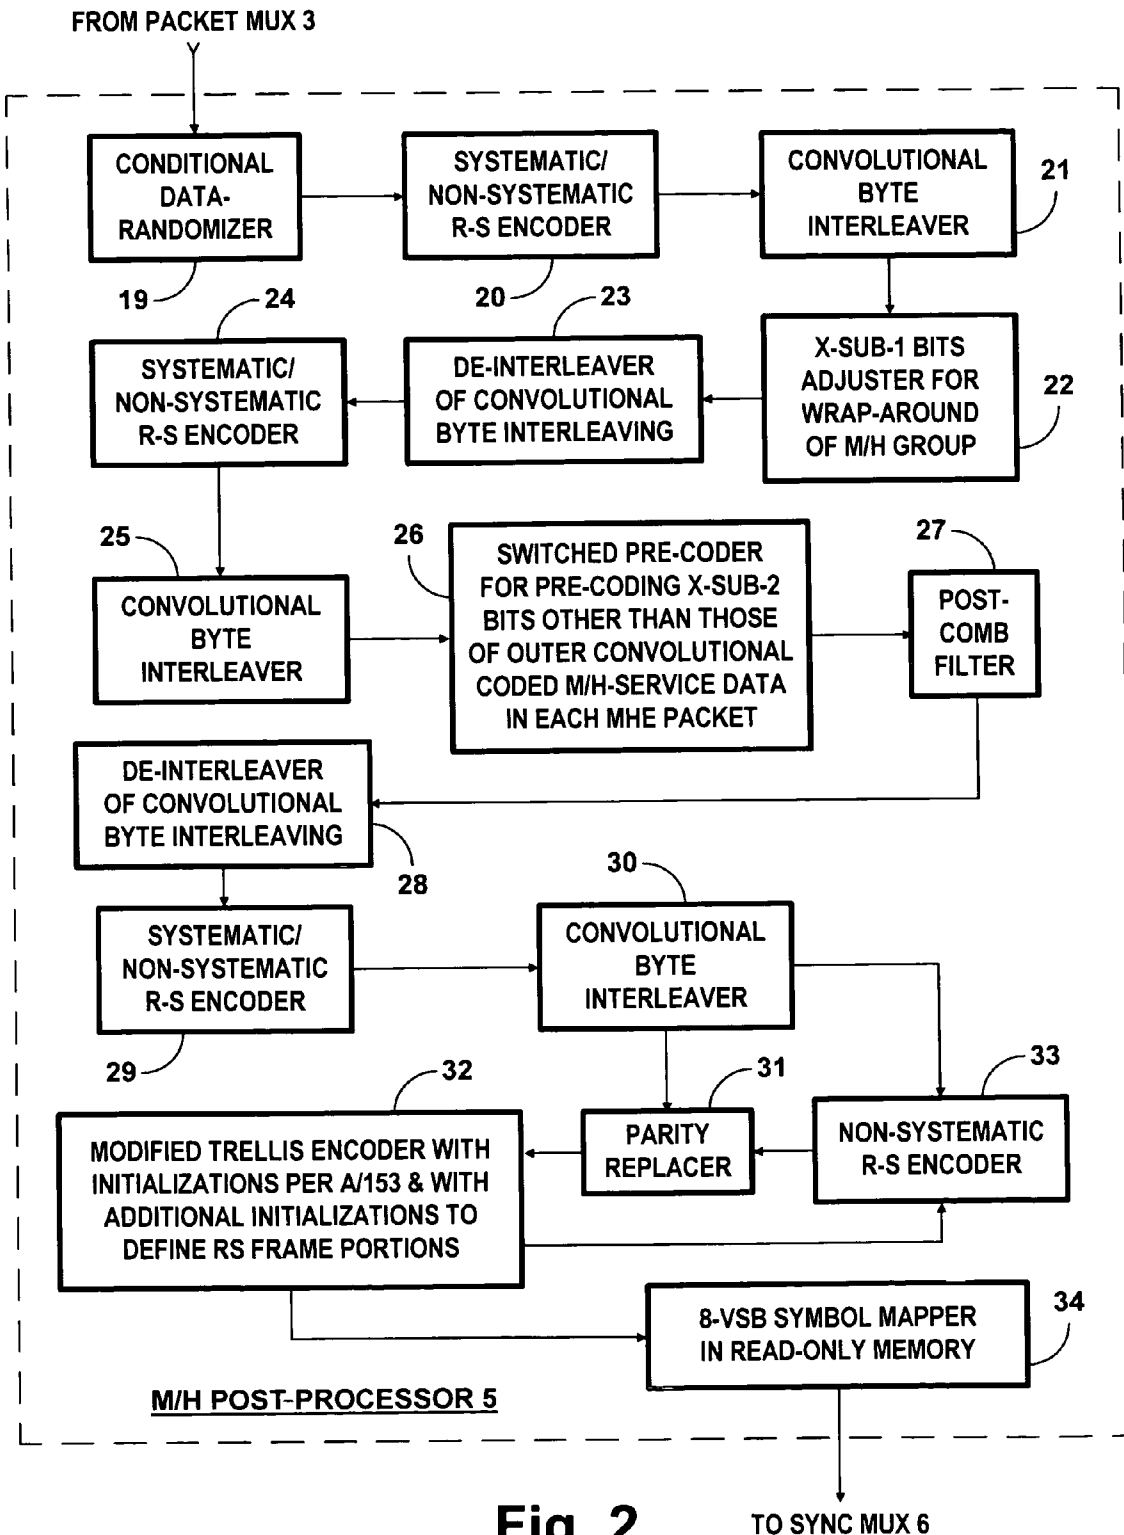 FROM PACKET MUX 3
CONDITIONAL
DATA-
RANDOMIZER
19
SYSTEMATIC/
NON-SYSTEMATIC
R-S ENCODER
20
CONVOLUTIONAL
BYTE
INTERLEAVER
21
24
SYSTEMATIC/
NON-SYSTEMATIC
R-S ENCODER
23
DE-INTERLEAVER
OF CONVOLUTIONAL
BYTE INTERLEAVING
X-SUB-1 BITS
ADJUSTER FOR
WRAP-AROUND
OF M/H GROUP
22
25
CONVOLUTIONAL
BYTE
INTERLEAVER
26
SWITCHED PRE-CODER
FOR PRE-CODING X-SUB-2
BITS OTHER THAN THOSE
OF OUTER CONVOLUTIONAL
CODED M/H-SERVICE DATA
IN EACH MHE PACKET
27
POST-
COMB
FILTER
DE-INTERLEAVER
OF CONVOLUTIONAL
BYTE INTERLEAVING
28
SYSTEMATIC/
NON-SYSTEMATIC
R-S ENCODER
29
30
CONVOLUTIONAL
BYTE
INTERLEAVER
32
MODIFIED TRELLIS ENCODER WITH
INITIALIZATIONS PER A/153 & WITH
ADDITIONAL INITIALIZATIONS TO
DEFINE RS FRAME PORTIONS
31
PARITY
REPLACER
33
NON-SYSTEMATIC
R-S ENCODER
8-VSB SYMBOL MAPPER
IN READ-ONLY MEMORY
34
M/H POST-PROCESSOR 5
Fig. 2
TO SYNC MUX 6